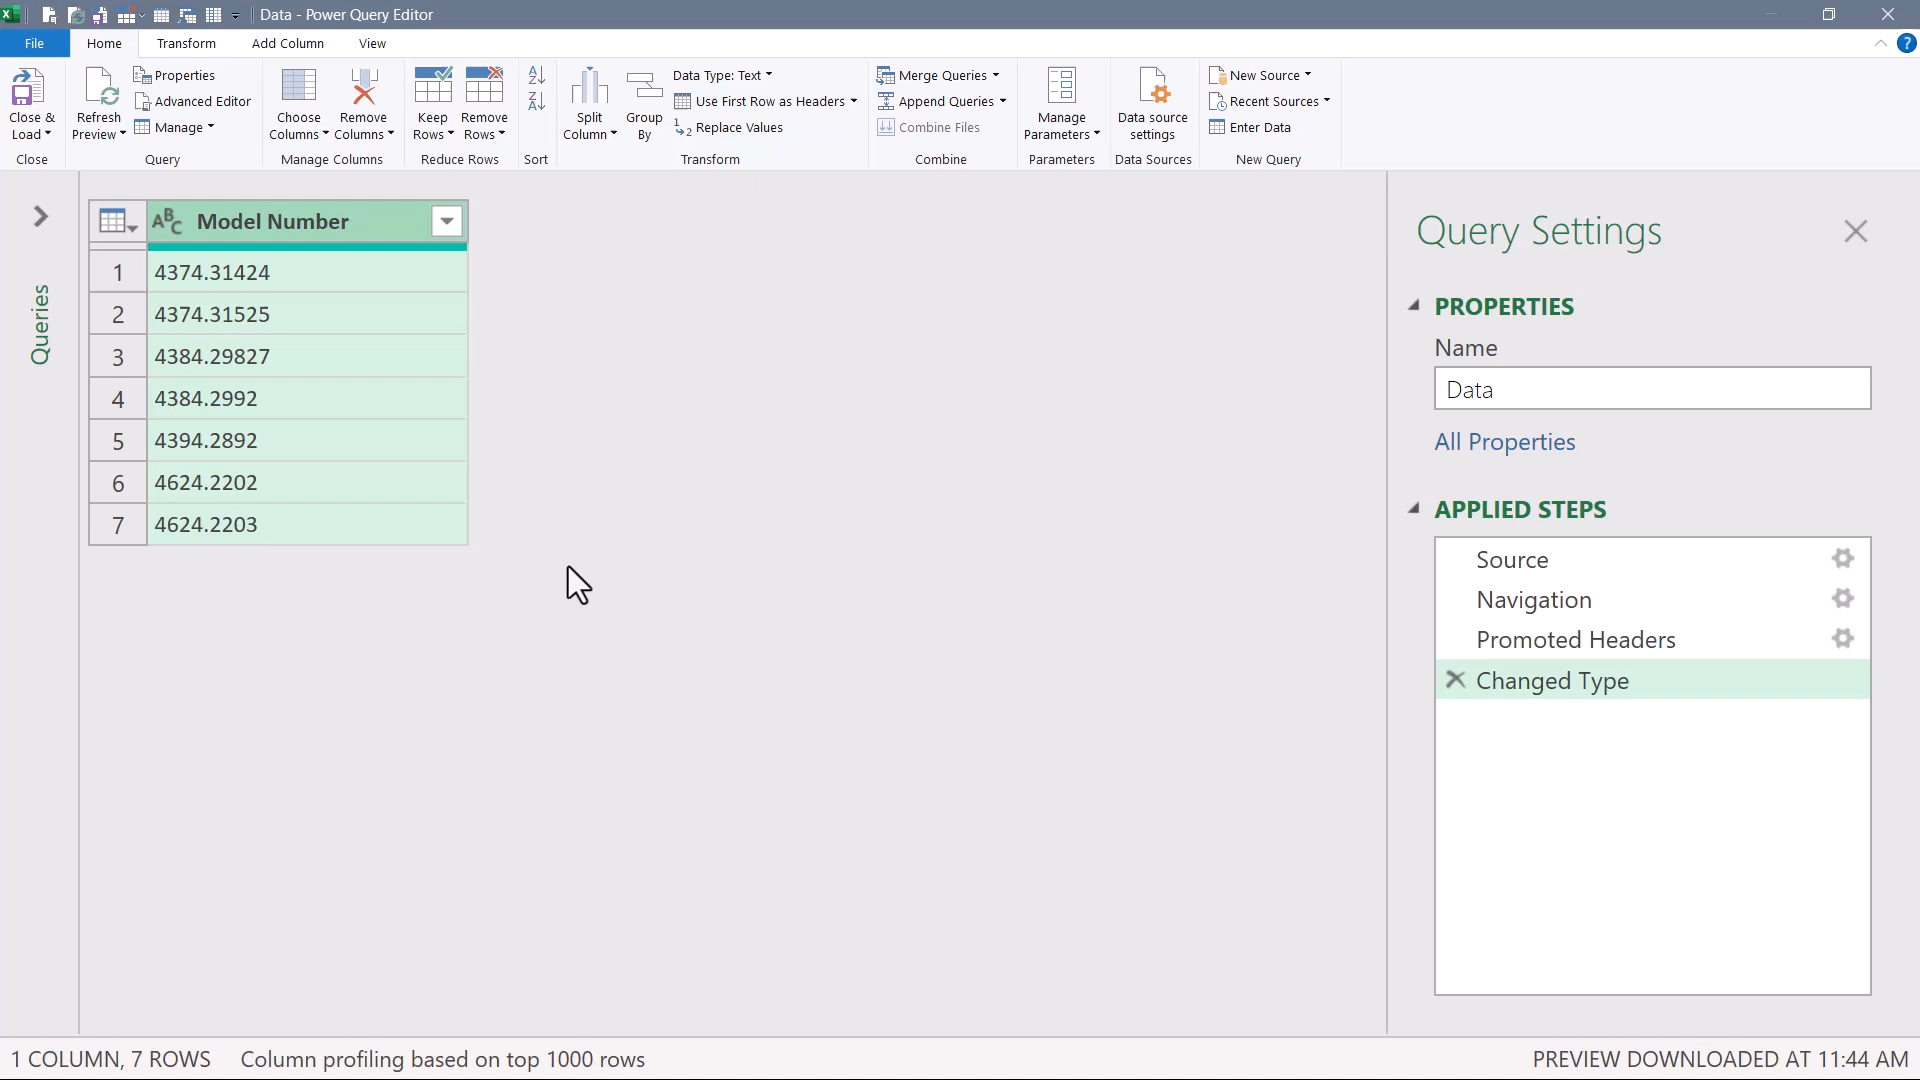 Data - Power Query Editor
File
Home
Transform
Add Column
View
Close & Load
Close
Refresh Preview
Properties
Advanced Editor
Manage
Query
Choose Columns
Remove Columns
Manage Columns
Keep Rows
Remove Rows
Reduce Rows
Sort
Split Column
Group By
Data Type: Text
Use First Row as Headers
Replace Values
Transform
Merge Queries
Append Queries
Combine Files
Combine
Manage Parameters
Parameters
Data source settings
Data Sources
New Source
Recent Sources
Enter Data
New Query
Queries
ABC Model Number
1 4374.31424
2 4374.31525
3 4384.29827
4 4384.2992
5 4394.2892
6 4624.2202
7 4624.2203
Query Settings
PROPERTIES
Name
Data
All Properties
APPLIED STEPS
Source
Navigation
Promoted Headers
Changed Type
1 COLUMN, 7 ROWS
Column profiling based on top 1000 rows
PREVIEW DOWNLOADED AT 11:44 AM